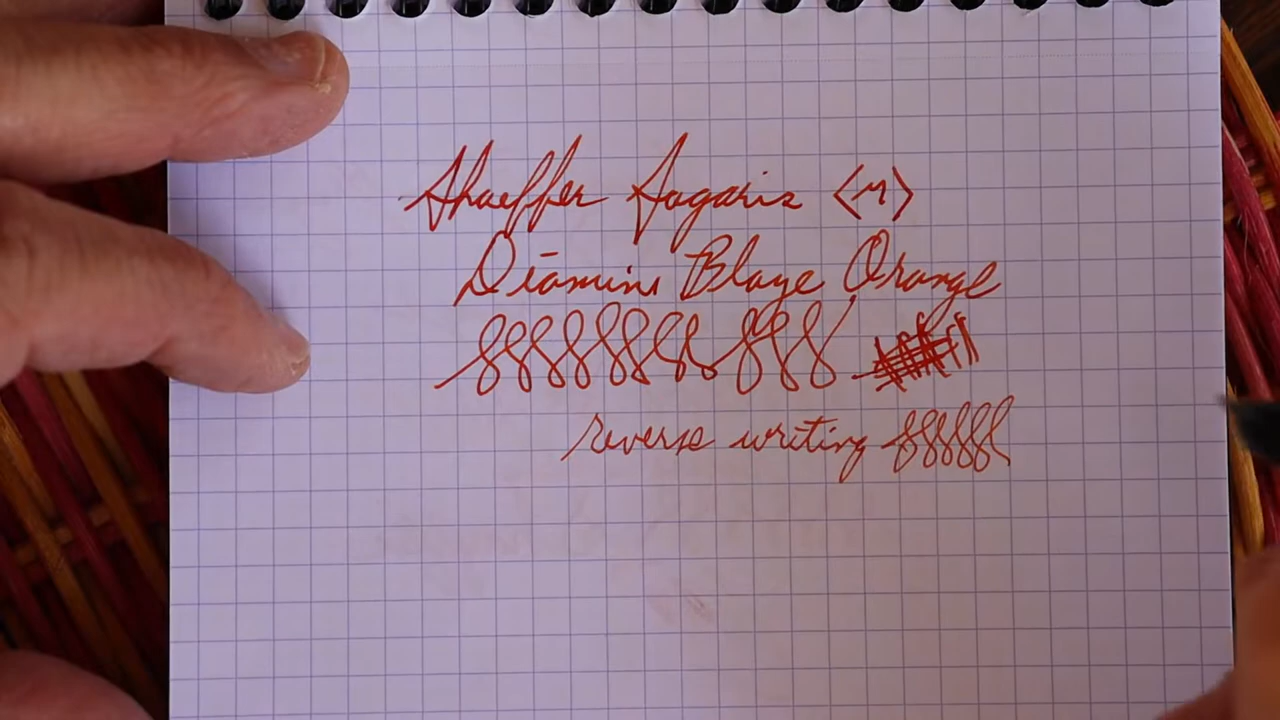 Shaeffer Sagaris <M>
Diamine Blaze Orange
reverse writing